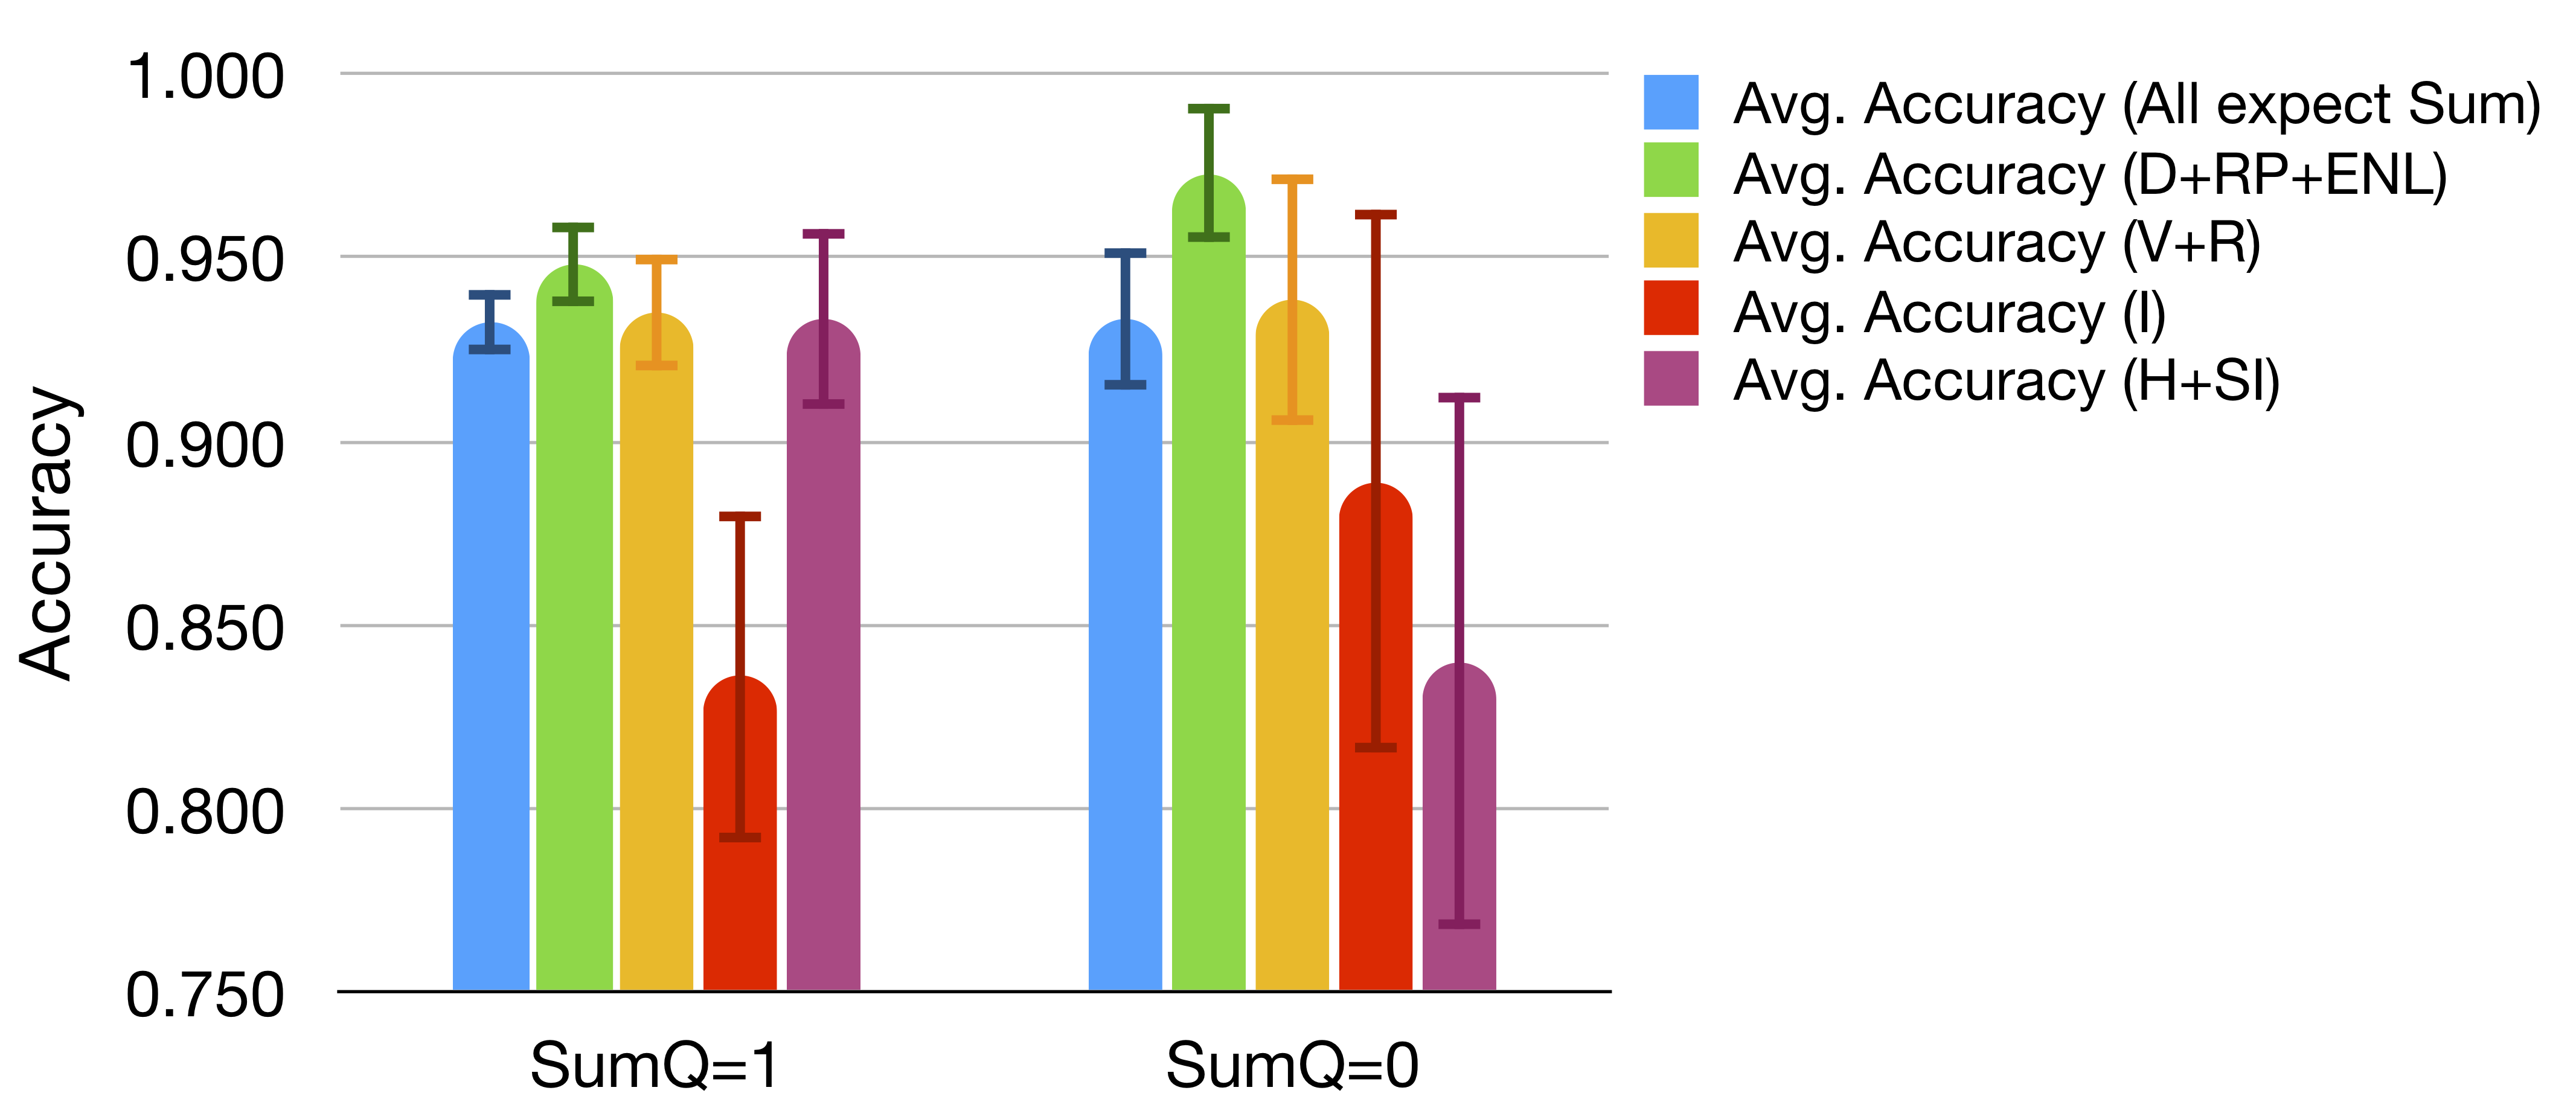 Accuracy
1.000
0.950
0.900
0.850
0.800
0.750
SumQ=1
SumQ=0
Avg. Accuracy (All expect Sum)
Avg. Accuracy (D+RP+ENL)
Avg. Accuracy (V+R)
Avg. Accuracy (I)
Avg. Accuracy (H+SI)